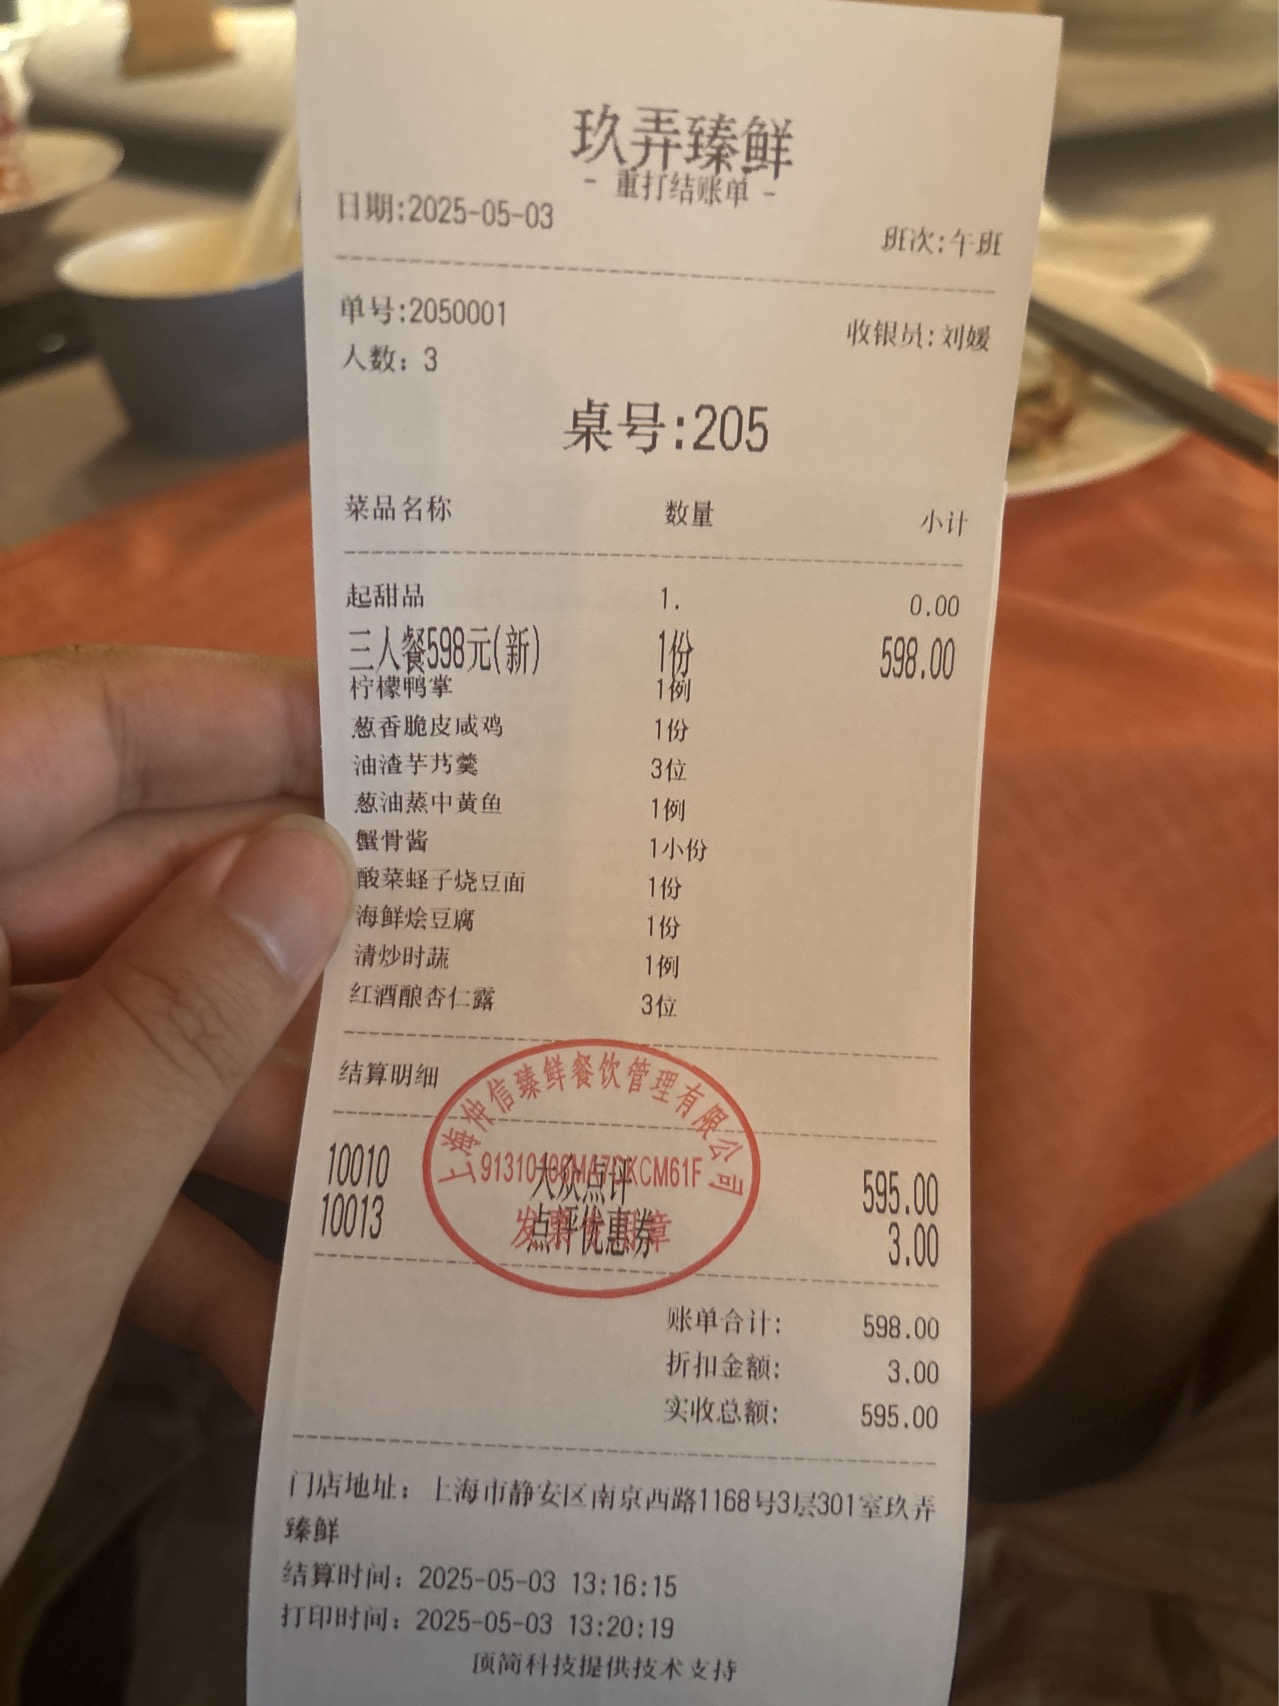 玖弄臻鲜
- 重打结账单 -
日期:2025-05-03 班次:午班
单号:2050001 收银员:刘媛
人数: 3
桌号:205
菜品名称 数量 小计
起甜品 1. 0.00
三人餐598元(新) 1份 598.00
柠檬鸭掌 1例
葱香脆皮咸鸡 1份
油渣芋艿羹 3位
葱油蒸中黄鱼 1例
蟹骨酱 1小份
酸菜蛏子烧豆面 1份
海鲜烩豆腐 1份
清炒时蔬 1例
红酒酿杏仁露 3位
结算明细
上海仲信臻鲜餐饮管理有限公司
10010 大众点评 595.00
10013 点评优惠券 3.00
账单合计: 598.00
折扣金额: 3.00
实收总额: 595.00
门店地址: 上海市静安区南京西路1168号3层301室玖弄
臻鲜
结算时间: 2025-05-03 13:16:15
打印时间: 2025-05-03 13:20:19
顶简科技提供技术支持